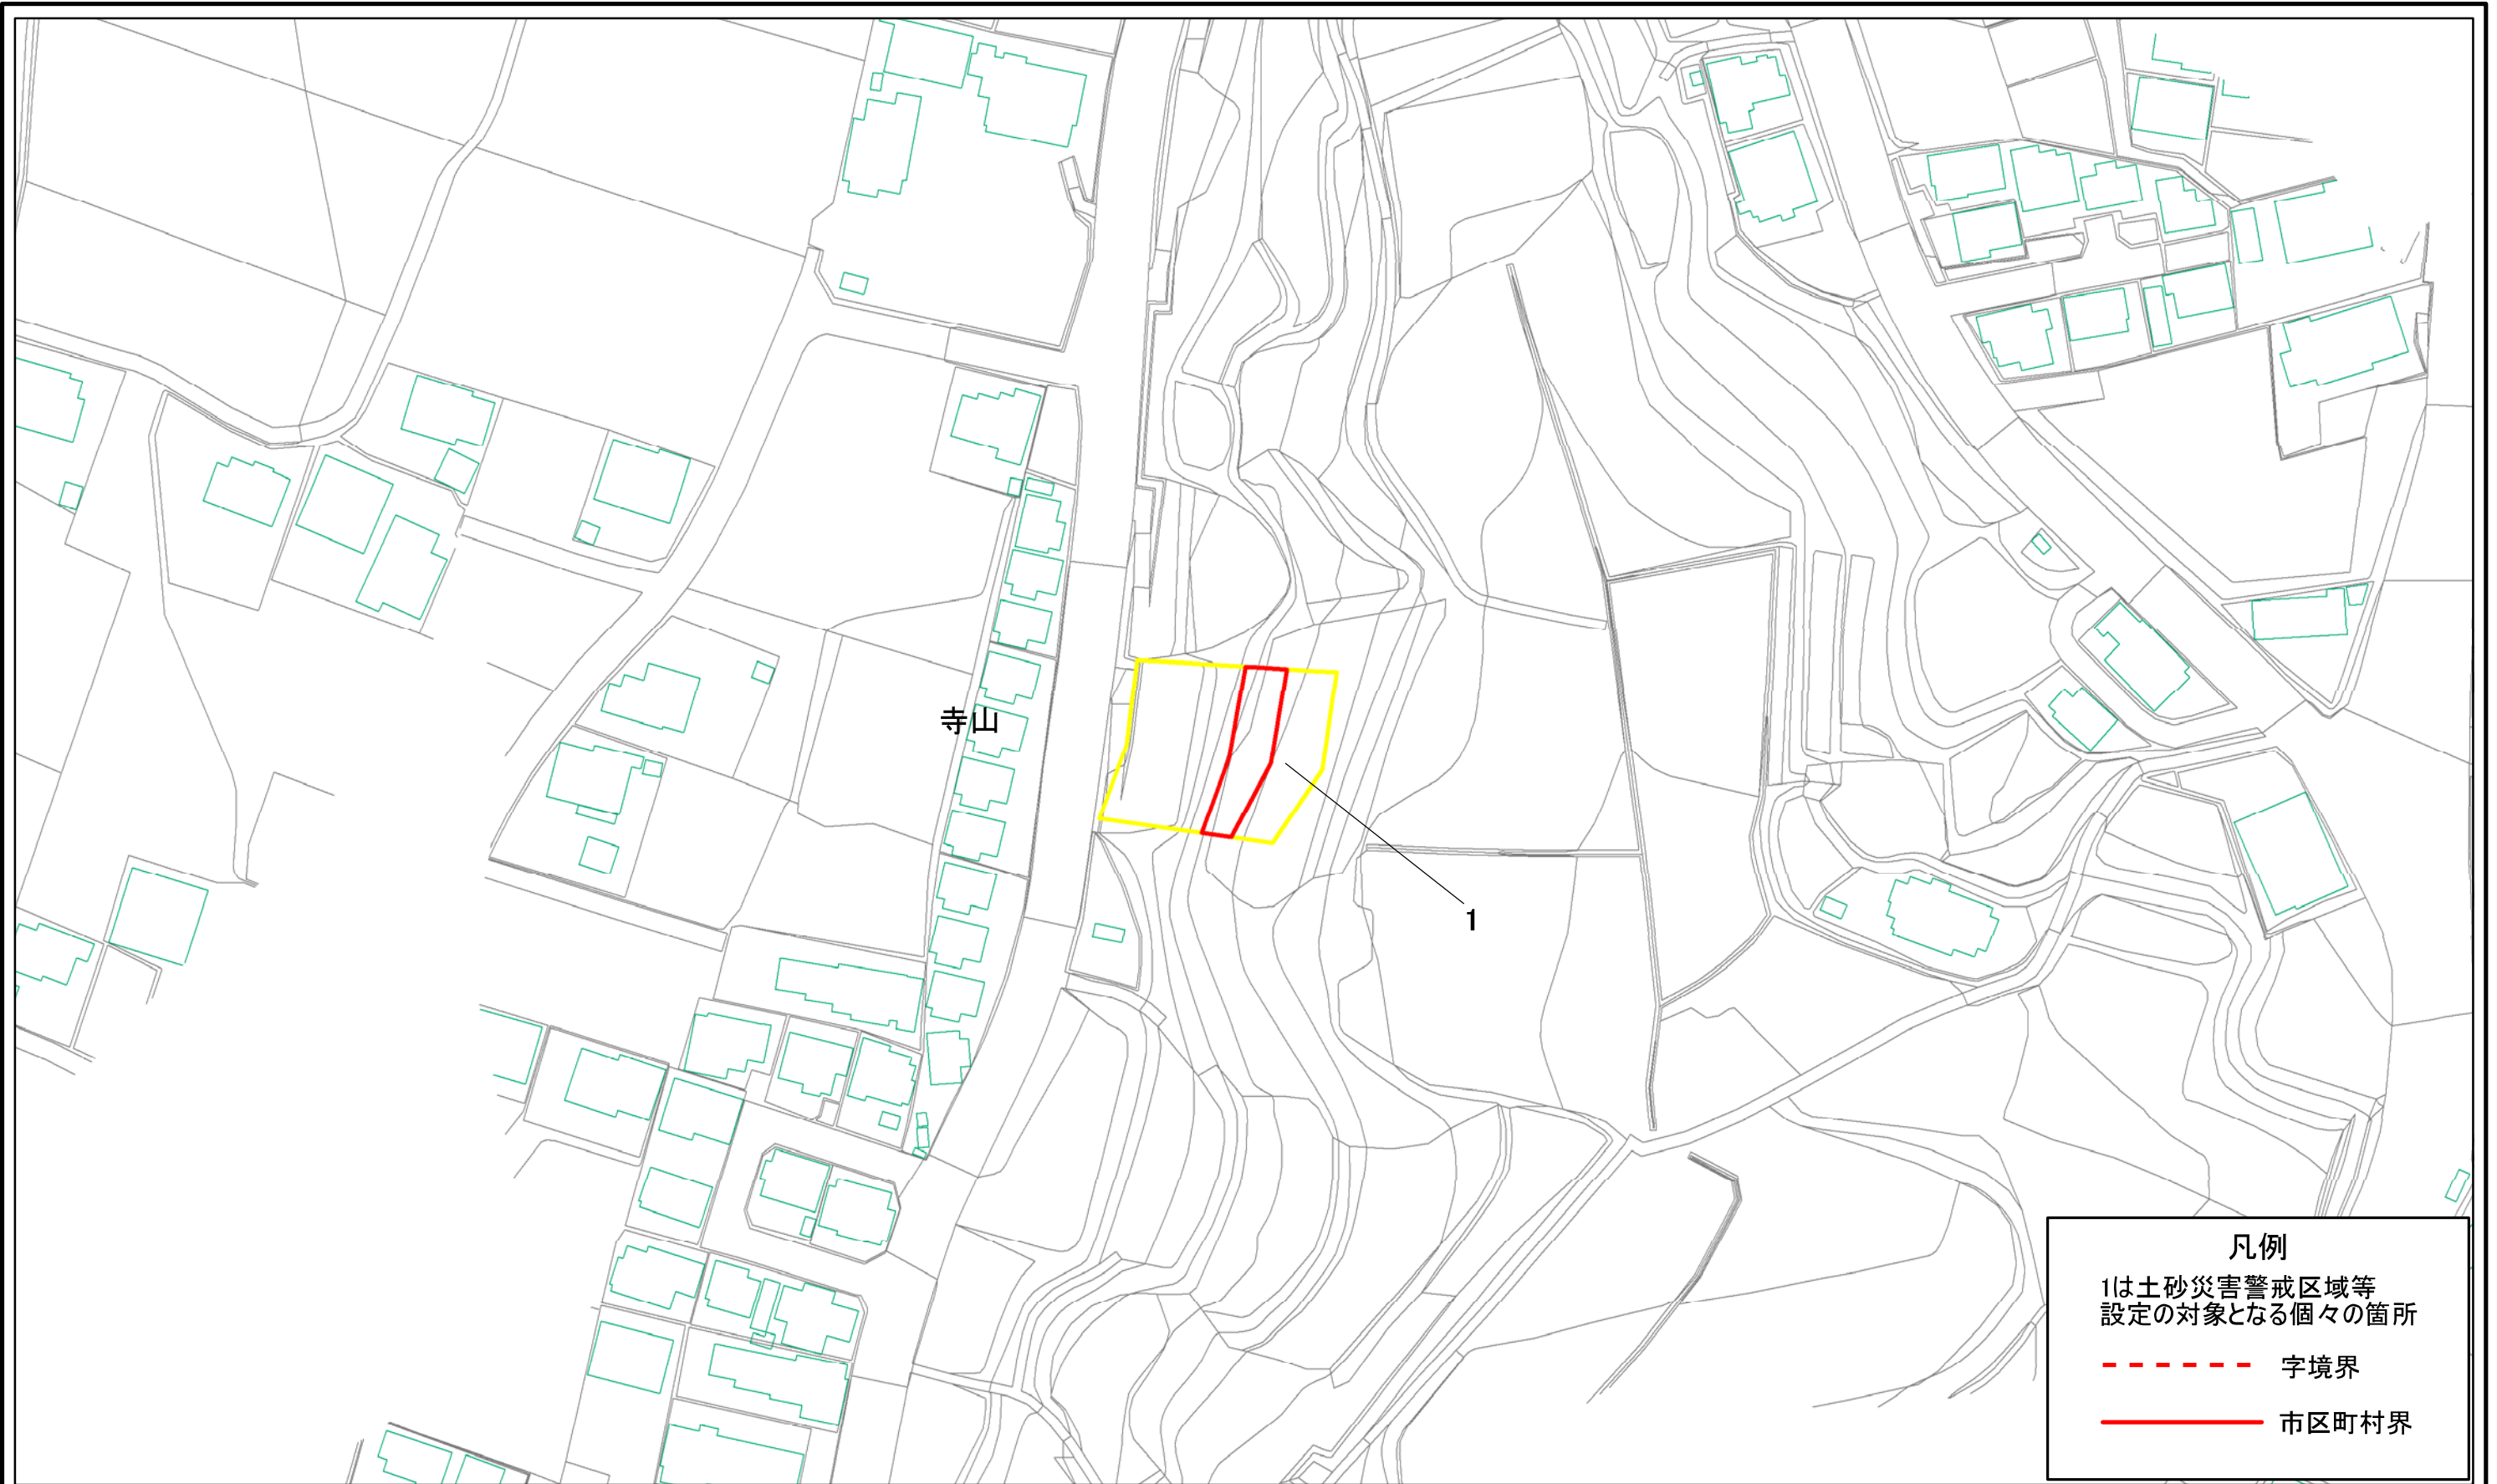 寺山
1
凡例
1は土砂災害警戒区域等
設定の対象となる個々の箇所
字境界
市区町村界